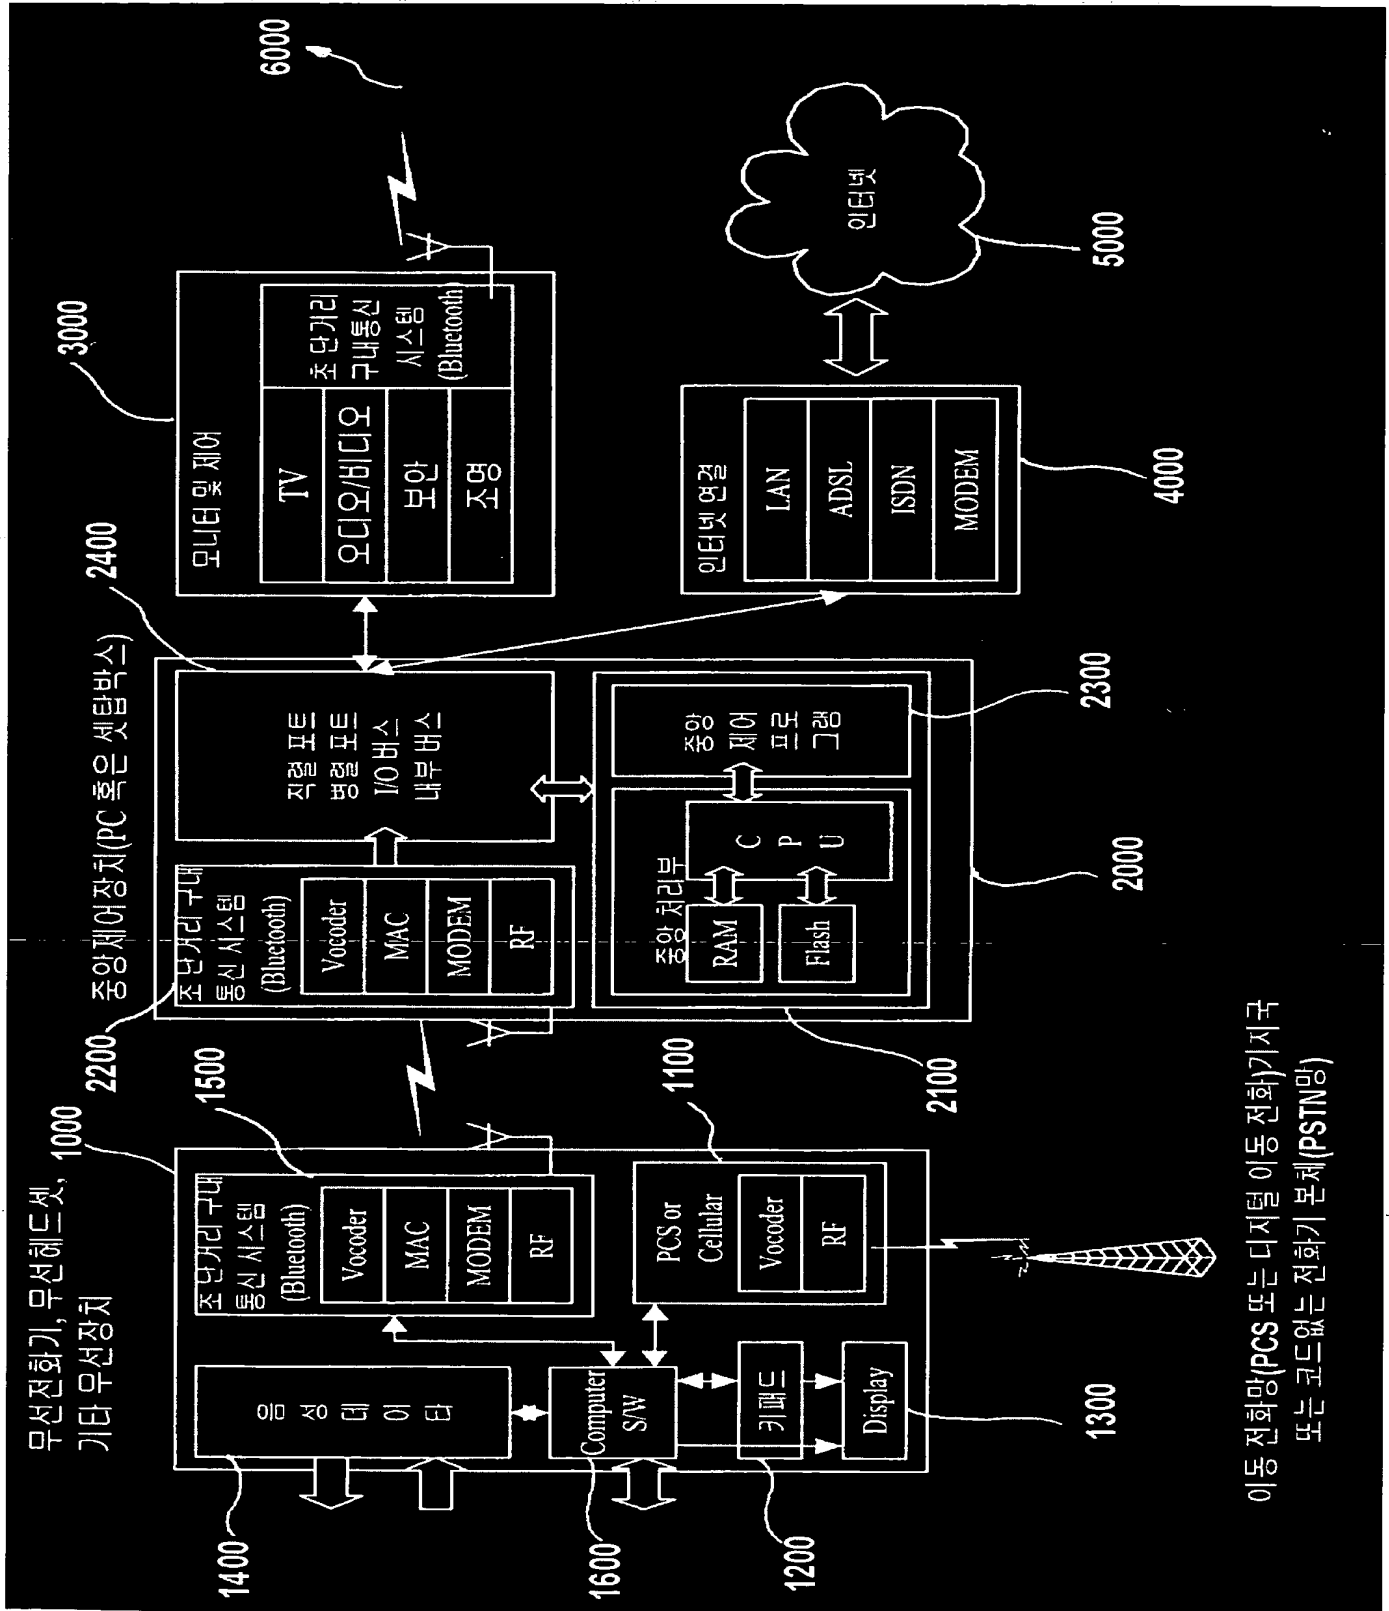 무선전화기, 무선헤드셋,
기타 무선장치
1000
1400
음성데이타
1500
초단거리 구내
통신 시스템
(Bluetooth)
Vocoder
MAC
MODEM
RF
1600
Computer
S/W
1100
PCS or
Cellular
Vocoder
RF
1200
키패드
1300
Display
중앙제어장치(PC 혹은 셋탑박스)
2200
초단거리 구내
통신 시스템
(Bluetooth)
Vocoder
MAC
MODEM
RF
2400
직렬 포트
병렬 포트
I/O 버스
내부 버스
2100
중앙 처리부
RAM
Flash
CPU
중앙
제어
프로
그램
2300
2000
3000
모니터 및 제어
TV
오디오/비디오
보안
조명
초 단거리
구내통신
시스템
(Bluetooth)
6000
인터넷 연결
LAN
ADSL
ISDN
MODEM
4000
인터넷
5000
이동 전화망(PCS 또는 디지털 이동 전화)기지국
또는 코드없는 전화기 본체(PSTN망)